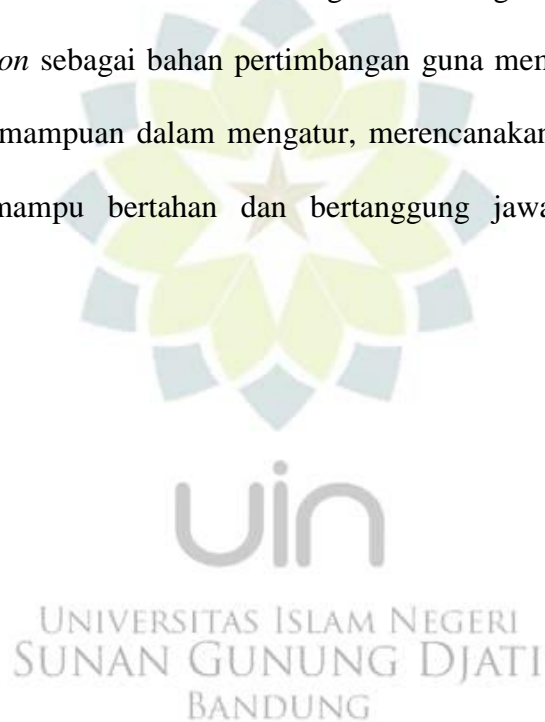 on sebagai bahan pertimbangan guna men
mampuan dalam mengatur, merencanakan
mampu bertahan dan bertanggung jawa
uin
UNIVERSITAS ISLAM NEGERI
SUNAN GUNUNG DJATI
BANDUNG